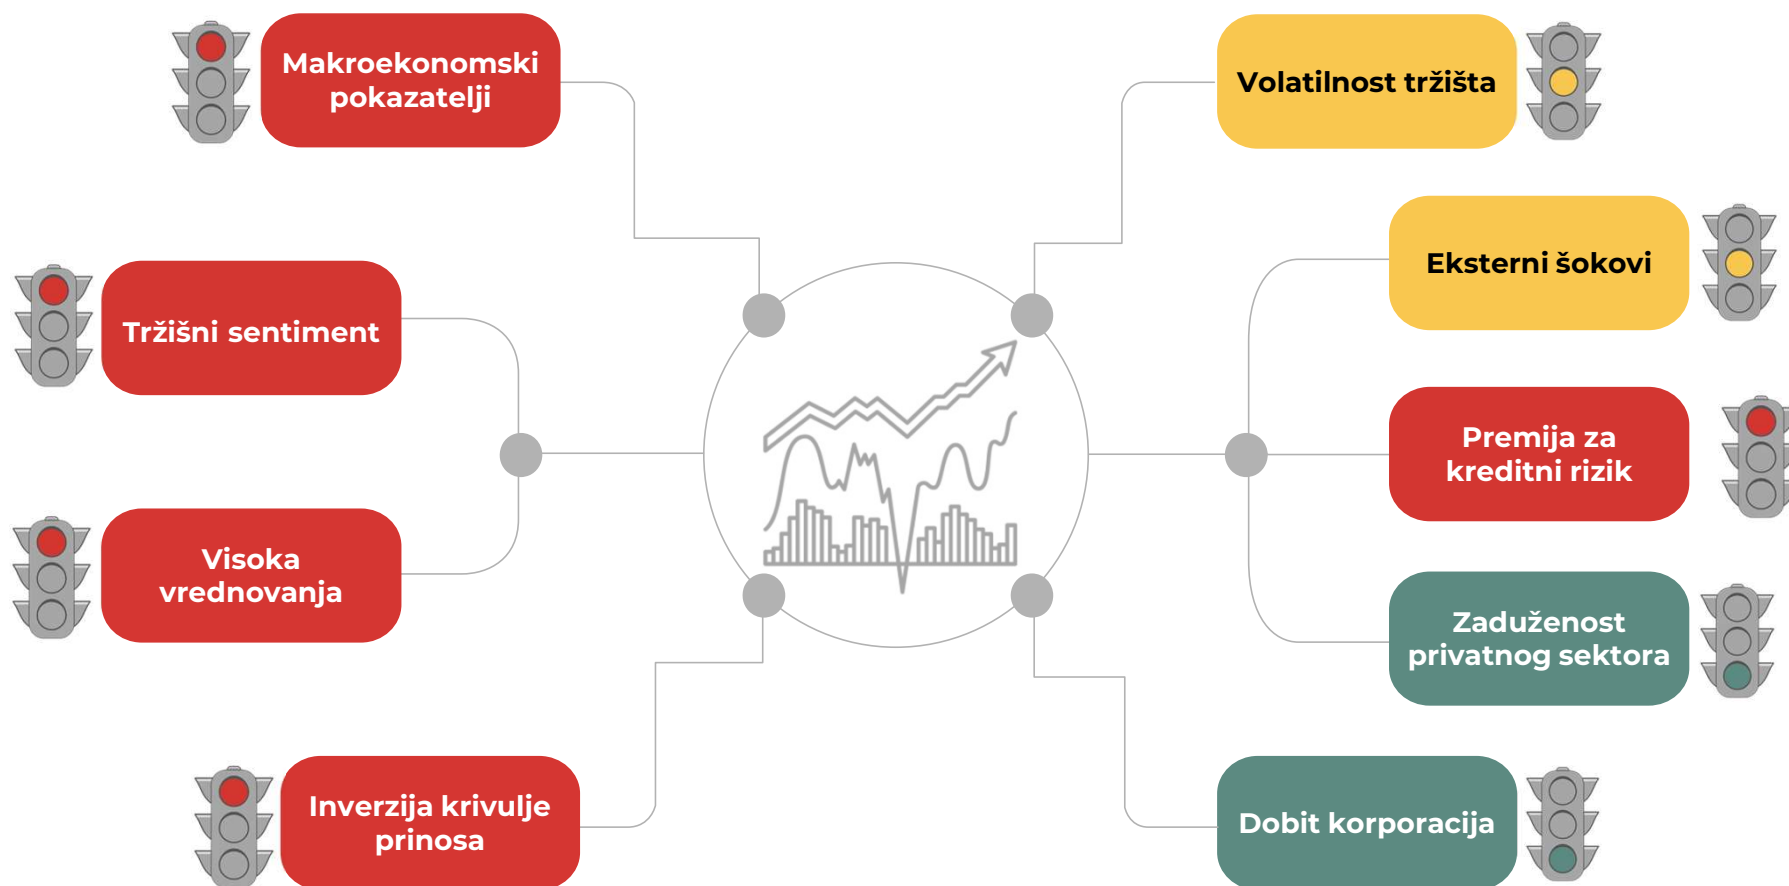 Makroekonomski
pokazatelji
Tržišni sentiment
Visoka
vrednovanja
Inverzija krivulje
prinosa
Volatilnost tržišta
Eksterni šokovi
Premija za
kreditni rizik
Zaduženost
privatnog sektora
Dobit korporacija